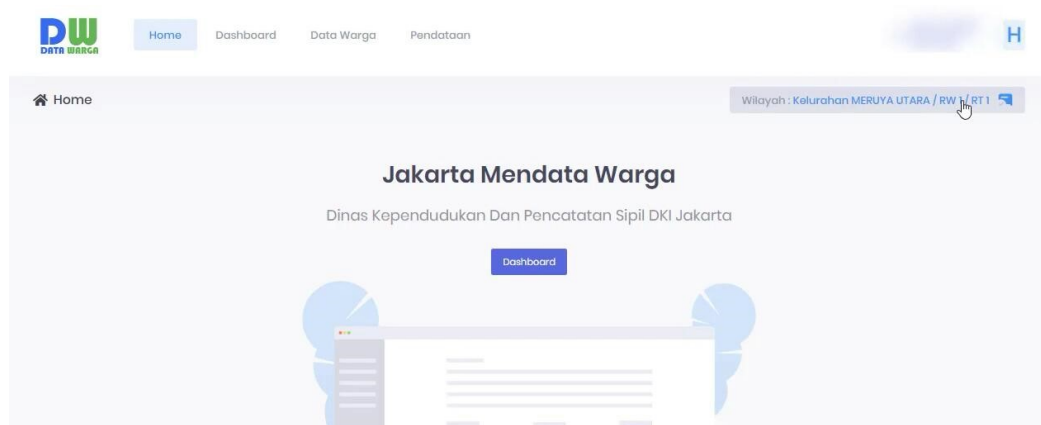 DW
DATA WARGA
Home Dashboard Data Warga Pendataan
H
Home
Wilayah : Kelurahan MERUYA UTARA / RW 1 / RT 1
Jakarta Mendata Warga
Dinas Kependudukan Dan Pencatatan Sipil DKI Jakarta
Dashboard